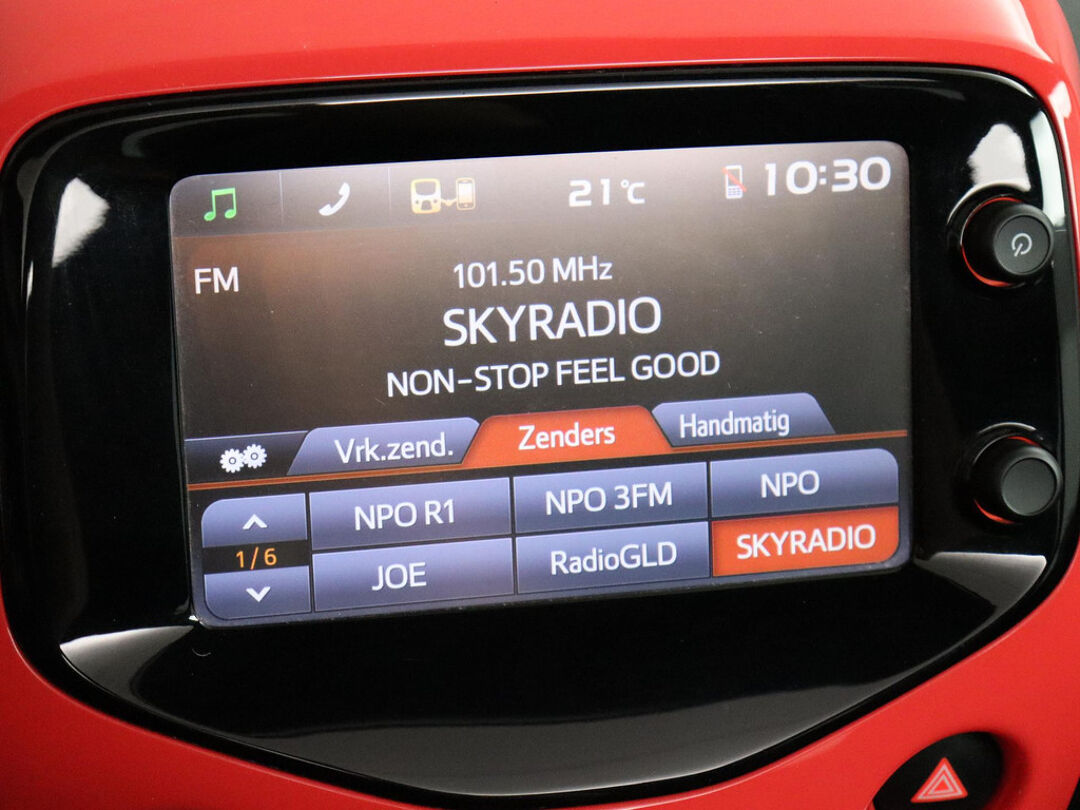 21°C 10:30
FM
101.50 MHz
SKYRADIO
NON-STOP FEEL GOOD
Vrk.zend. Zenders Handmatig
NPO R1 NPO 3FM NPO
1/6
JOE RadioGLD SKYRADIO